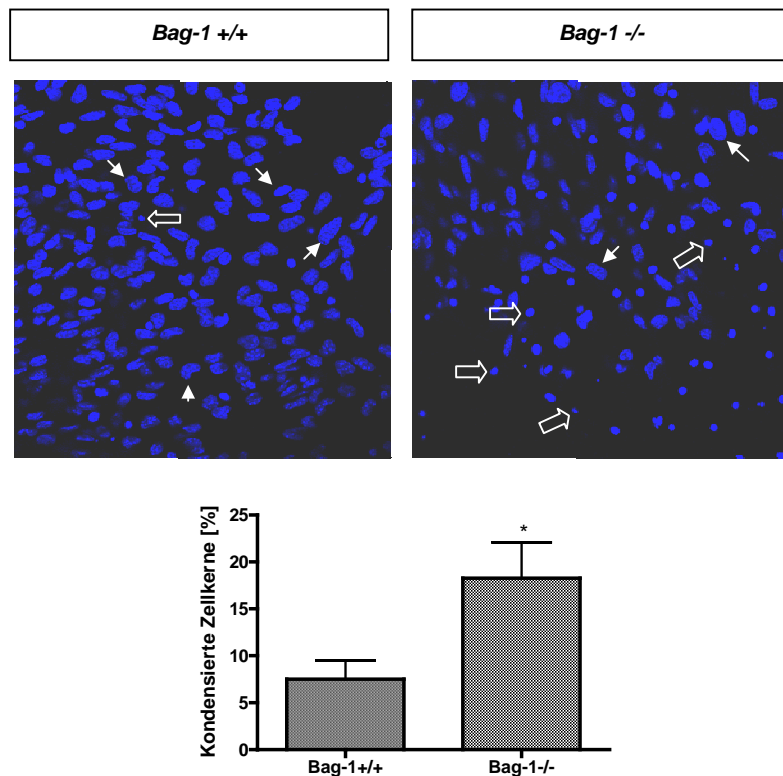 Bag-1 +/+
Bag-1 -/-
Kondensierte Zellkerne [%]
25
20
15
10
5
0
*
Bag-1+/+
Bag-1-/-